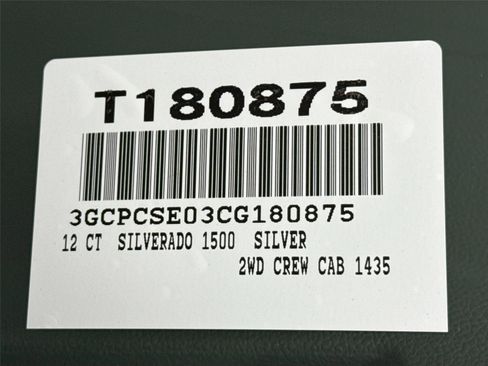 T180875
3GCPCSE03CG180875
12 CT SILVERADO 1500 SILVER
2WD CREW CAB 1435